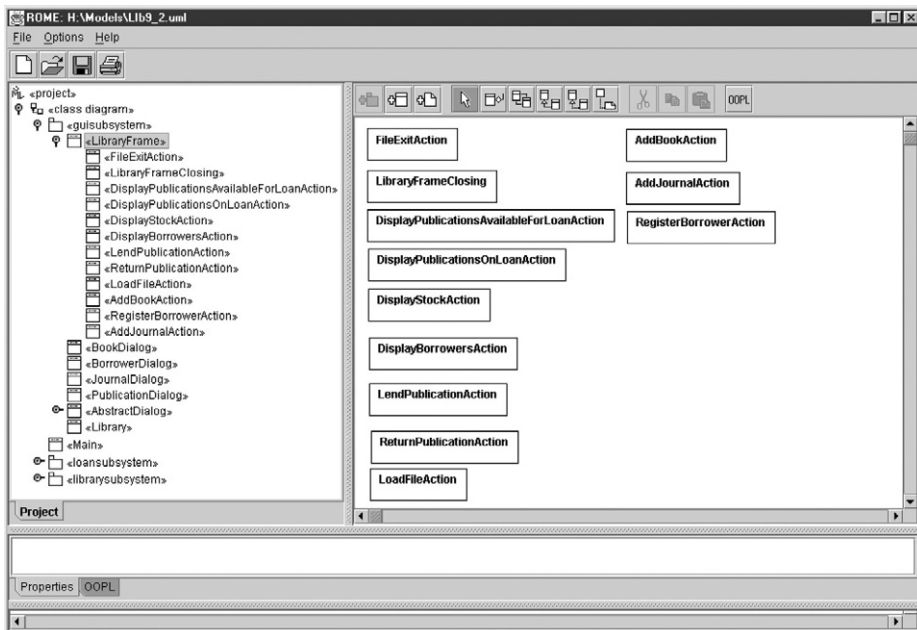 ROME: H:\Models\LIb9_2.uml
File Options Help
«project»
«class diagram»
«guisubsystem»
«LibraryFrame»
«FileExitAction»
«LibraryFrameClosing»
«DisplayPublicationsAvailableForLoanAction»
«DisplayPublicationsOnLoanAction»
«DisplayStockAction»
«DisplayBorrowersAction»
«LendPublicationAction»
«ReturnPublicationAction»
«LoadFileAction»
«AddBookAction»
«RegisterBorrowerAction»
«AddJournalAction»
«BookDialog»
«BorrowerDialog»
«JournalDialog»
«PublicationDialog»
«AbstractDialog»
«Library»
«Main»
«loansubsystem»
«librarysubsystem»
Project
OOPL
FileExitAction
AddBookAction
LibraryFrameClosing
AddJournalAction
DisplayPublicationsAvailableForLoanAction
RegisterBorrowerAction
DisplayPublicationsOnLoanAction
DisplayStockAction
DisplayBorrowersAction
LendPublicationAction
ReturnPublicationAction
LoadFileAction
Properties OOPL